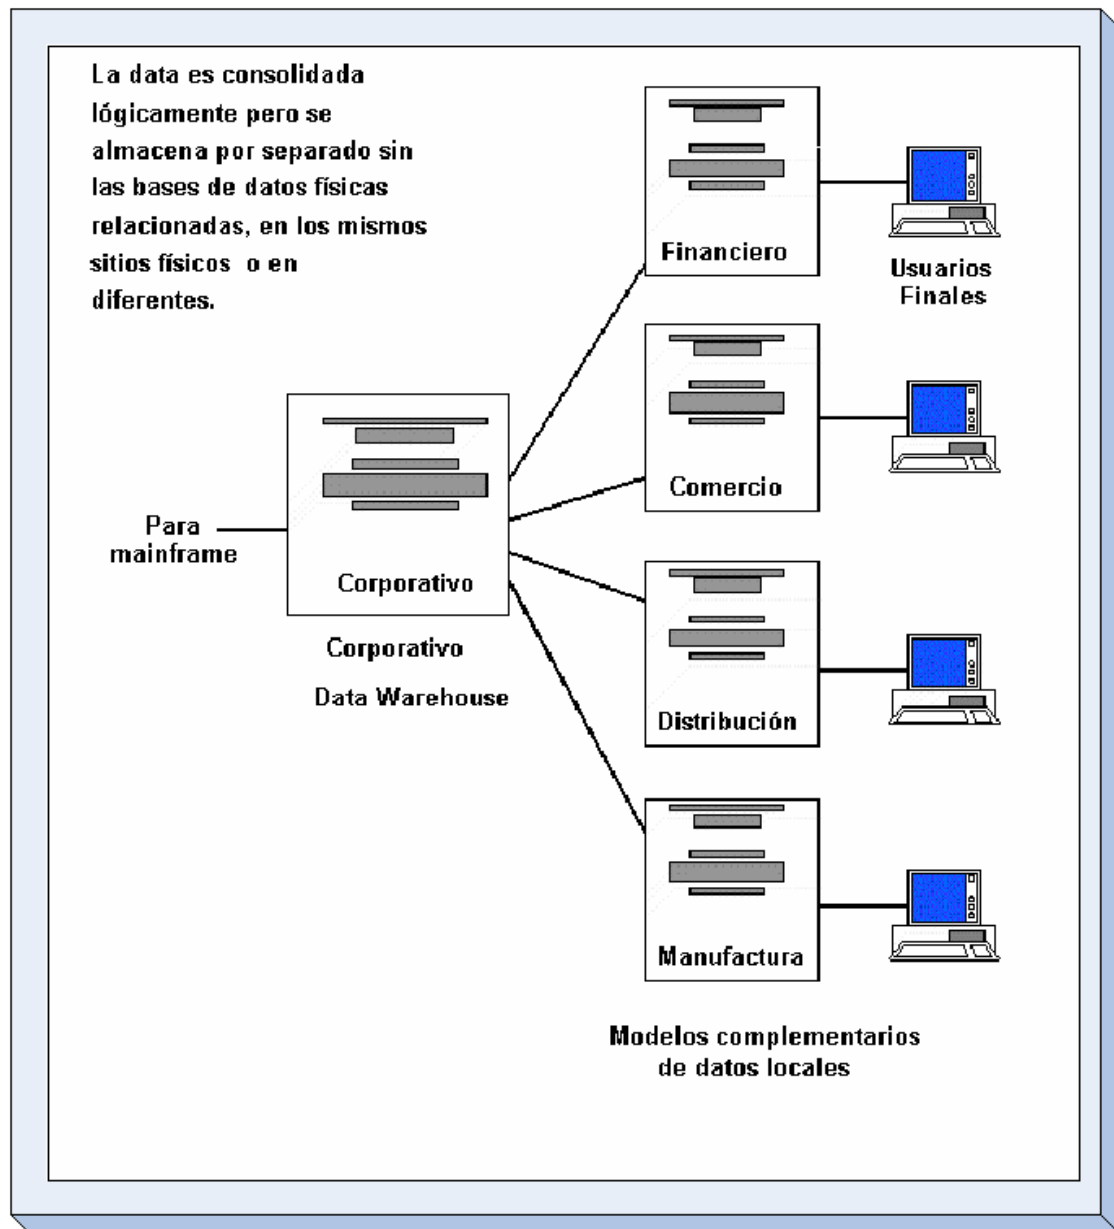 La data es consolidada
lógicamente pero se
almacena por separado sin
las bases de datos físicas
relacionadas, en los mismos
sitios físicos o en
diferentes.
Financiero
Usuarios
Finales
Comercio
Para
mainframe
Corporativo
Corporativo
Data Warehouse
Distribución
Manufactura
Modelos complementarios
de datos locales